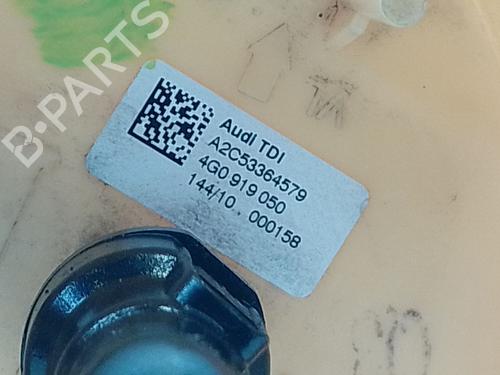 B-PARTS
Audi TDI
A2C53364579
4G0 919 050
144/10 000158